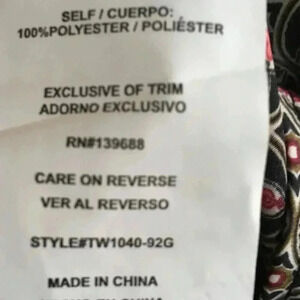 SELF / CUERPO:
100%POLYESTER / POLIÉSTER
EXCLUSIVE OF TRIM
ADORNO EXCLUSIVO
RN#139688
CARE ON REVERSE
VER AL REVERSO
STYLE#TW1040-92G
MADE IN CHINA